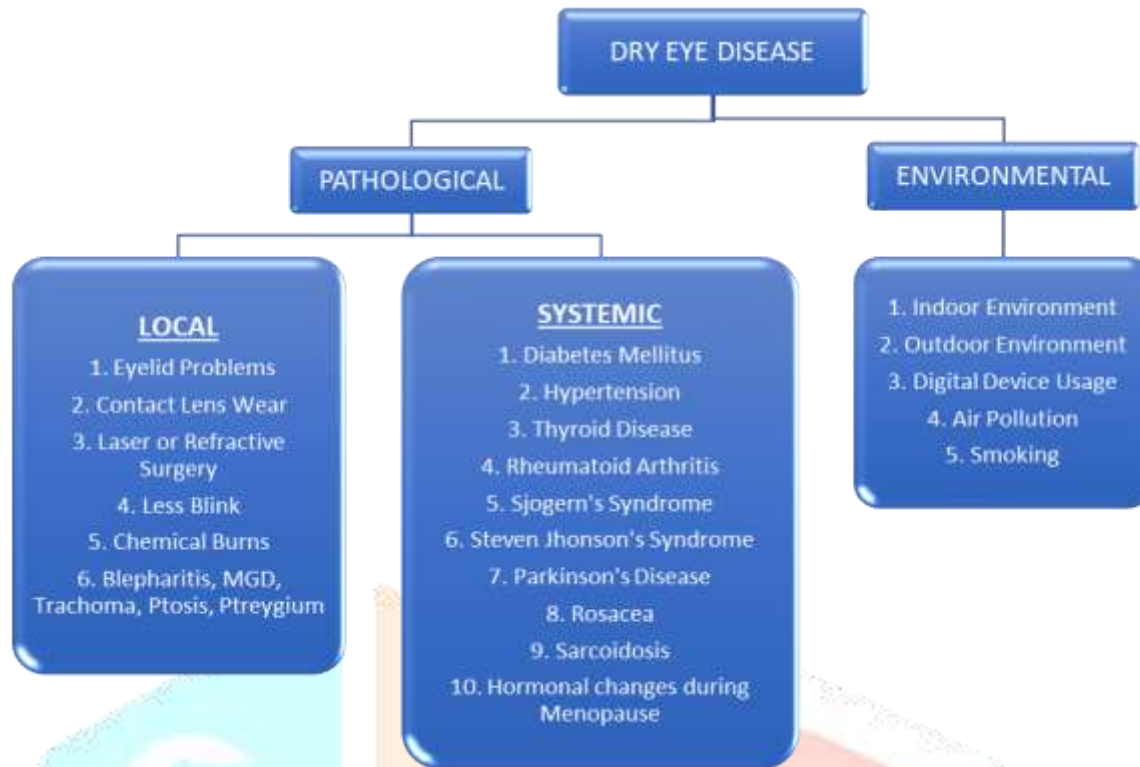 DRY EYE DISEASE
PATHOLOGICAL
ENVIRONMENTAL
LOCAL
1. Eyelid Problems
2. Contact Lens Wear
3. Laser or Refractive
Surgery
4. Less Blink
5. Chemical Burns
6. Blepharitis, MGD,
Trachoma, Ptosis, Ptreygium
SYSTEMIC
1. Diabetes Mellitus
2. Hypertension
3. Thyroid Disease
4. Rheumatoid Arthritis
5. Sjogern's Syndrome
6. Steven Jhonson's Syndrome
7. Parkinson's Disease
8. Rosacea
9. Sarcoidosis
10. Hormonal changes during
Menopause
1. Indoor Environment
2. Outdoor Environment
3. Digital Device Usage
4. Air Pollution
5. Smoking